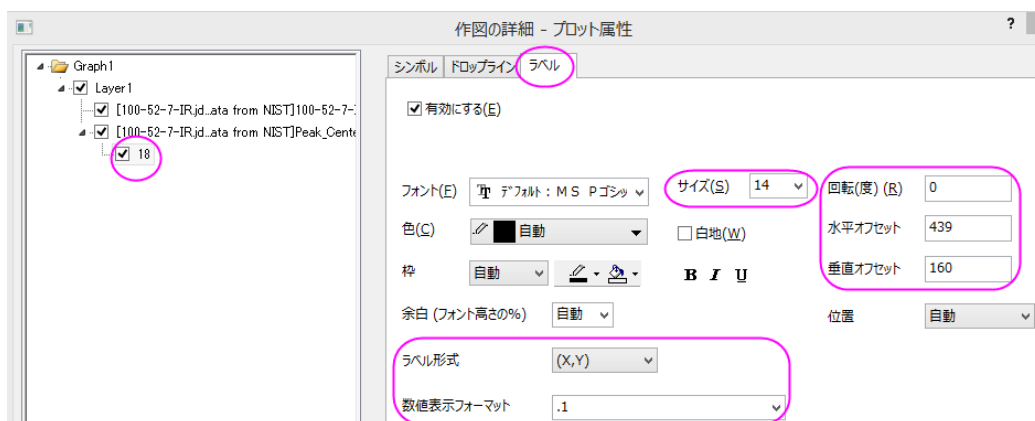 作図の詳細 - プロット属性
?
Graph1
Layer1
[100-52-7-IR.jd...ata from NIST]100-52-7-
[100-52-7-IR.jd...ata from NIST]Peak_Cente
18
シンボル ドロップライン ラベル
有効にする(E)
フォント(F) デフォルト: MS Pゴシッ
サイズ(S) 14
回転(度) (R) 0
色(C) 自動
白地(W)
水平オフセット 439
枠 自動
B I U
垂直オフセット 160
余白 (フォント高さの%) 自動
位置 自動
ラベル形式 (X,Y)
数値表示フォーマット .1